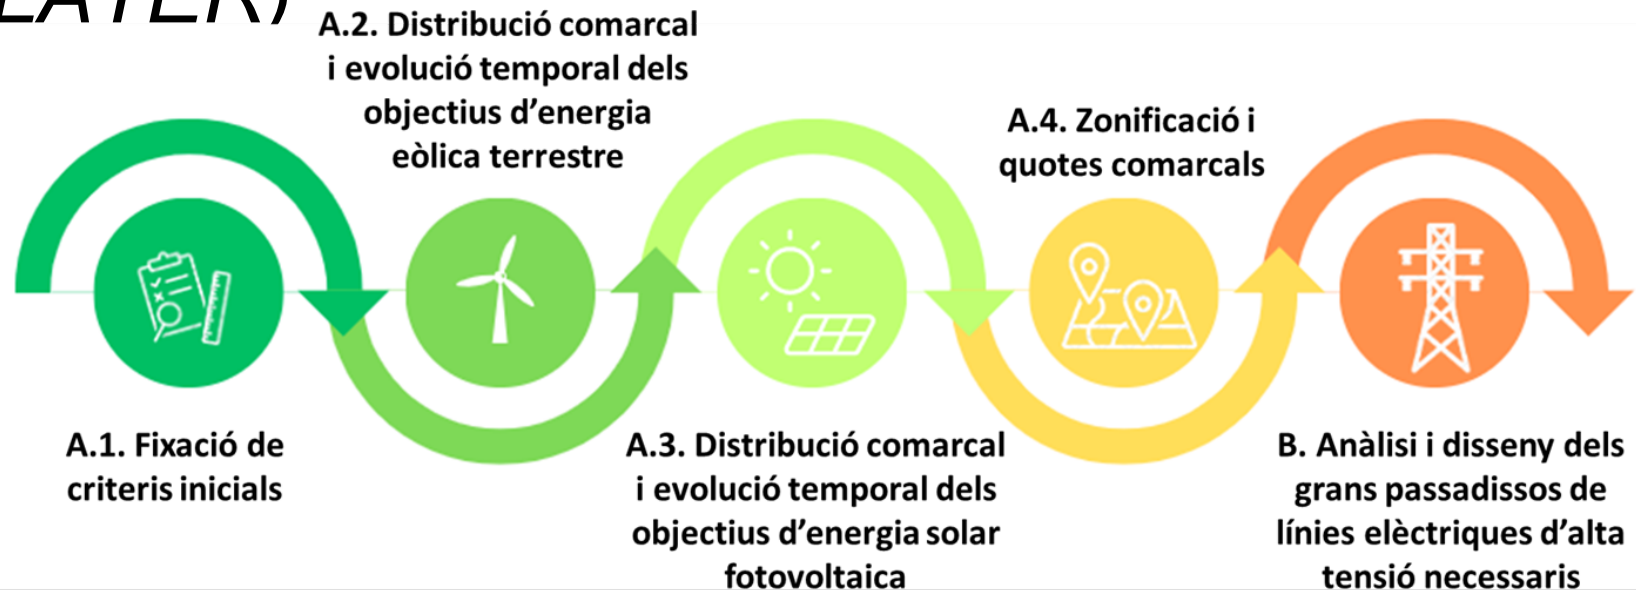 LATER)
A.2. Distribució comarcal
i evolució temporal dels
objectius d’energia
eòlica terrestre
A.4. Zonificació i
quotes comarcals
A.1. Fixació de
criteris inicials
A.3. Distribució comarcal
i evolució temporal dels
objectius d’energia solar
fotovoltaica
B. Anàlisi i disseny dels
grans passadissos de
línies elèctriques d’alta
tensió necessaris